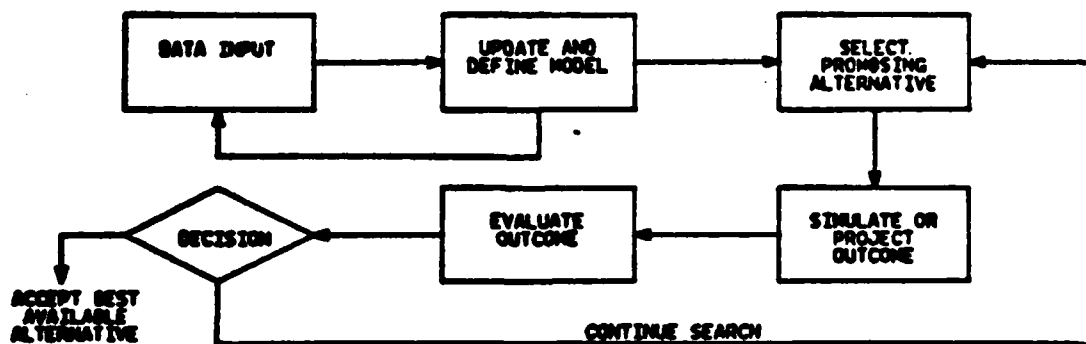 DATA INPUT
UPDATE AND
DEFINE MODEL
SELECT
PROMISING
ALTERNATIVE
DECISION
EVALUATE
OUTCOME
SIMULATE OR
PROJECT
OUTCOME
ACCEPT BEST
AVAILABLE
ALTERNATIVE
CONTINUE SEARCH